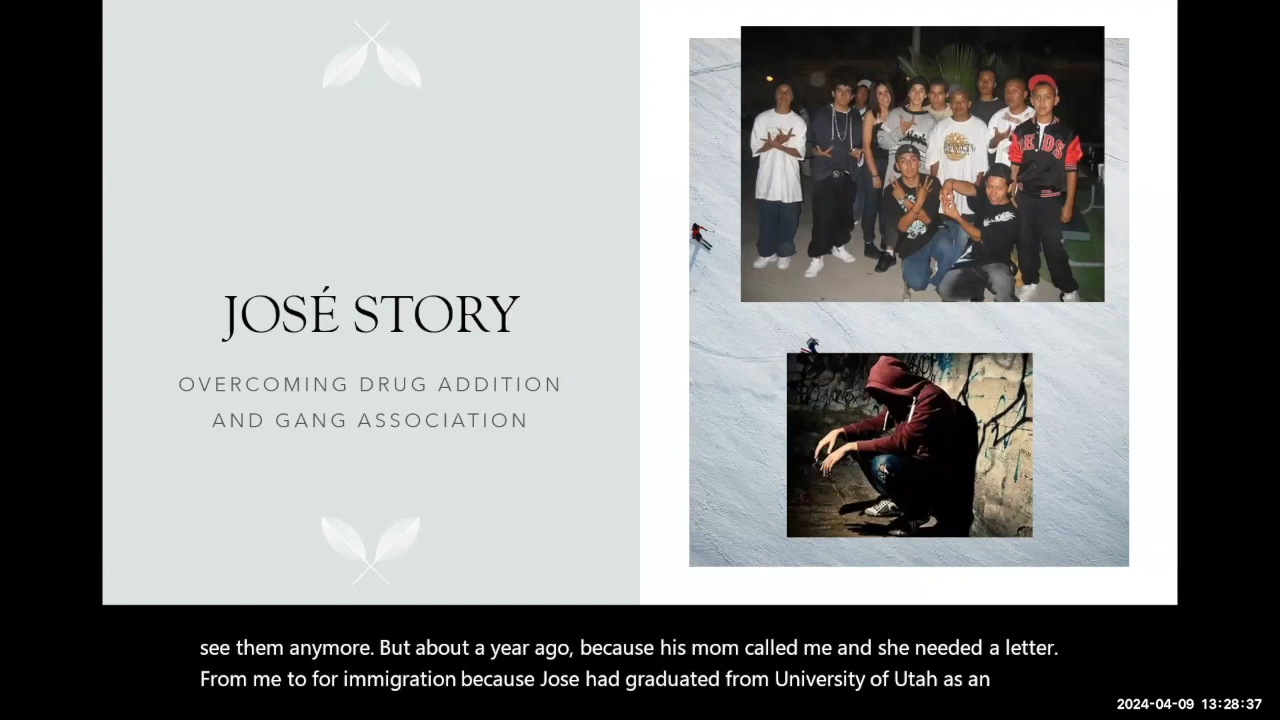 JOSÉ STORY
OVERCOMING DRUG ADDITION
AND GANG ASSOCIATION
see them anymore. But about a year ago, because his mom called me and she needed a letter.
From me to for immigration because Jose had graduated from University of Utah as an
2024-04-09 13:28:37